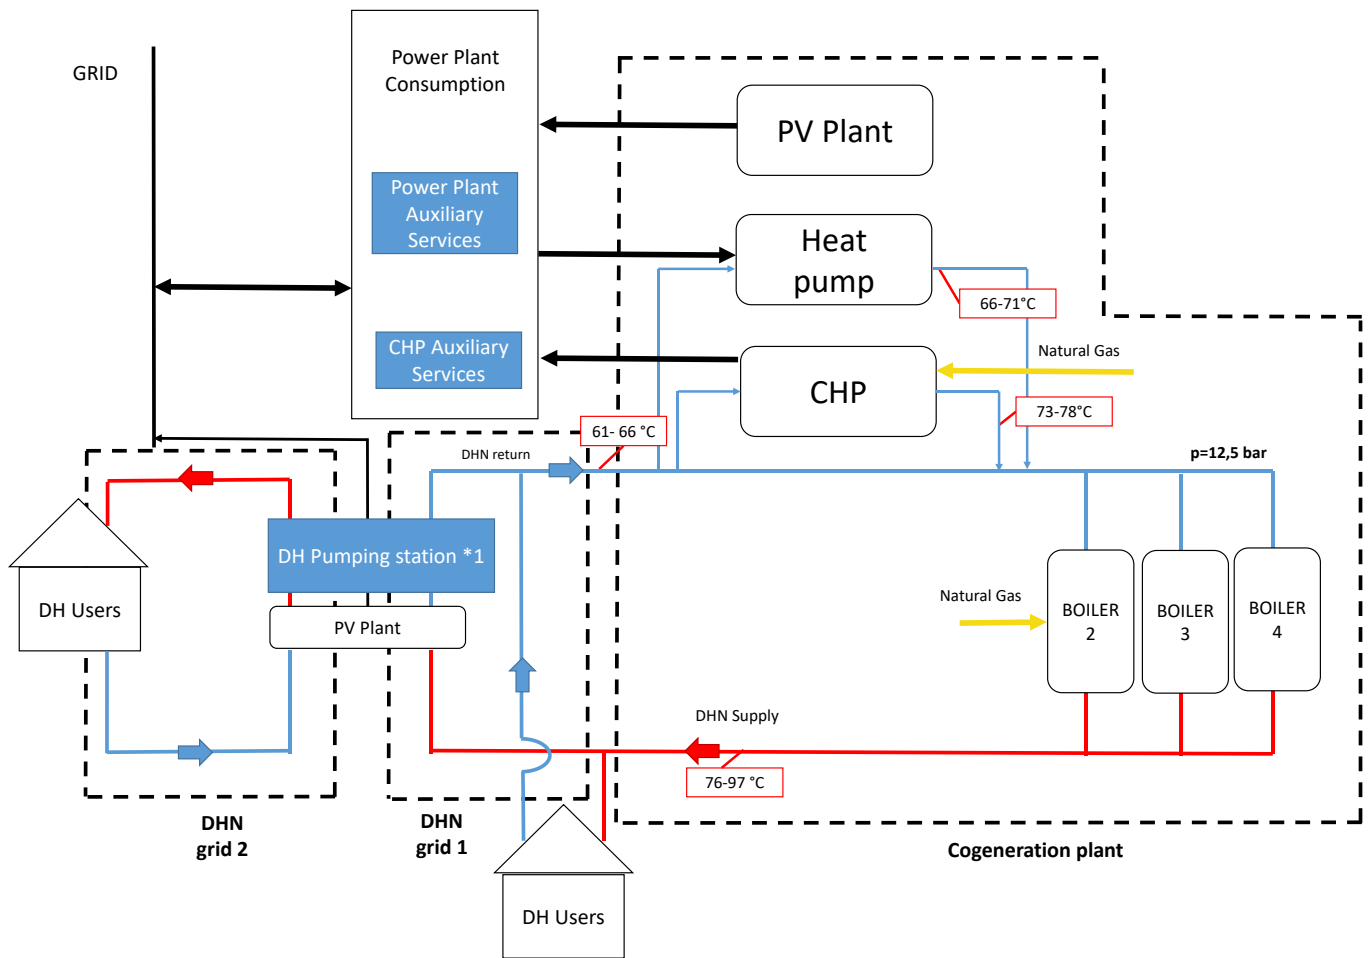 GRID
Power Plant
Consumption
PV Plant
Power Plant
Auxiliary
Services
Heat
pump
66-71°C
CHP Auxiliary
Services
CHP
Natural Gas
73-78°C
61- 66 °C
DHN return
p=12,5 bar
DH Pumping station *1
DH Users
PV Plant
Natural Gas
BOILER
2
BOILER
3
BOILER
4
DHN Supply
76-97 °C
DHN
grid 2
DHN
grid 1
Cogeneration plant
DH Users